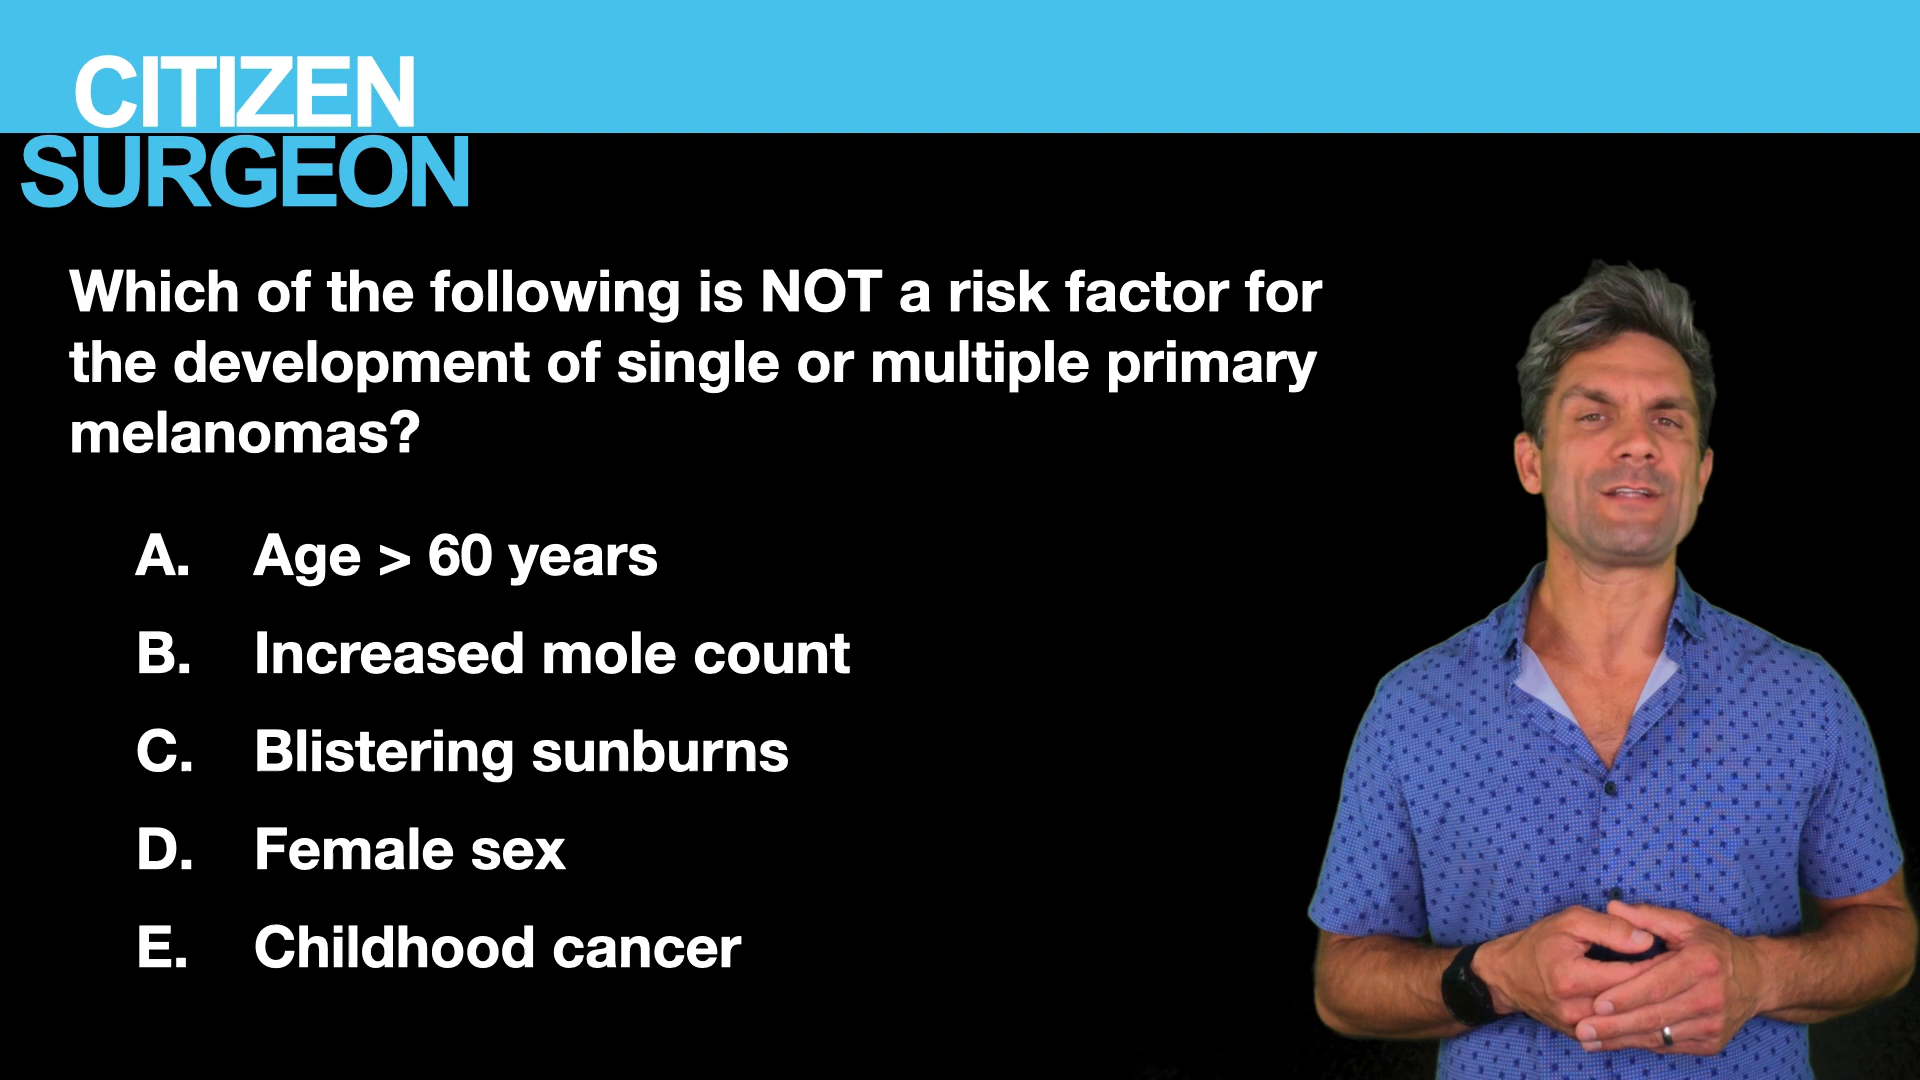 CITIZEN
SURGEON
Which of the following is NOT a risk factor for
the development of single or multiple primary
melanomas?
A. Age > 60 years
B. Increased mole count
C. Blistering sunburns
D. Female sex
E. Childhood cancer